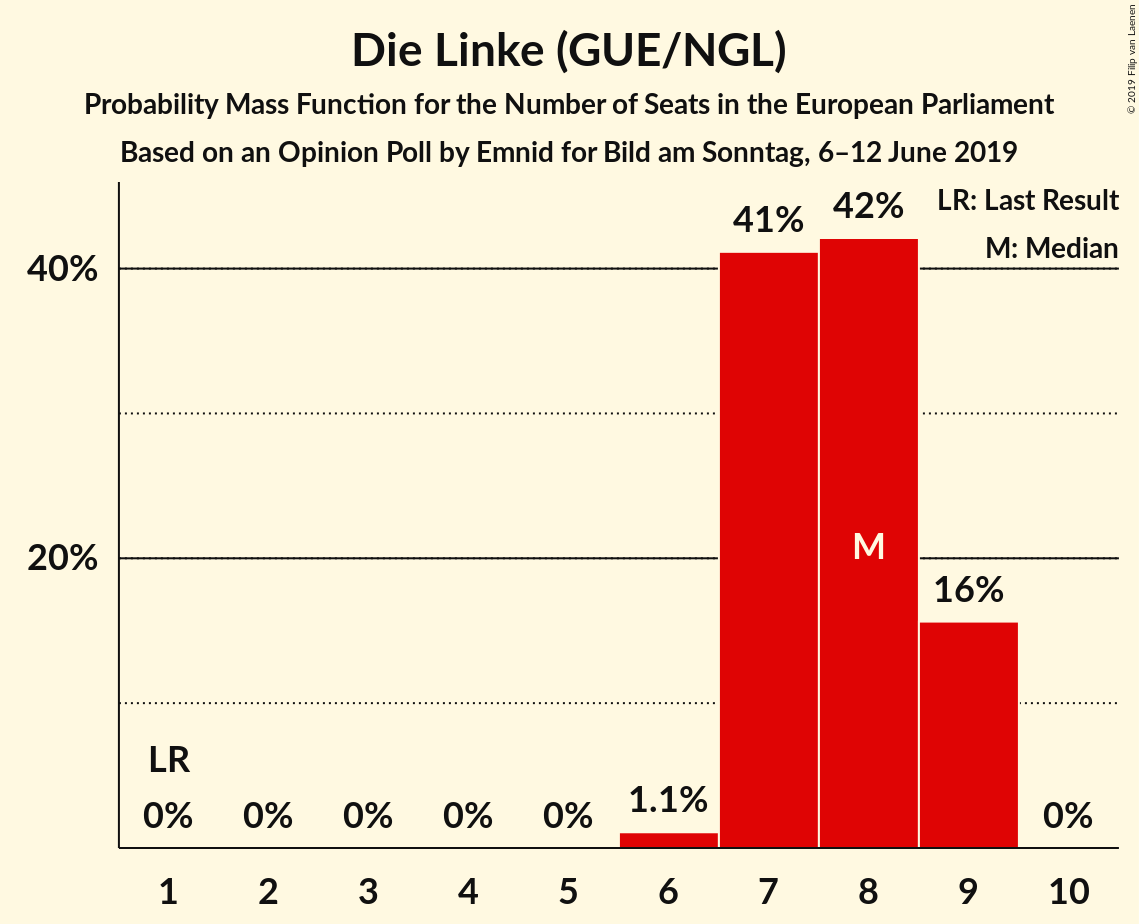 Die Linke (GUE/NGL)
Probability Mass Function for the Number of Seats in the European Parliament
Based on an Opinion Poll by Emnid for Bild am Sonntag, 6–12 June 2019
© 2019 Filip van Laenen
LR: Last Result
M: Median
40%
20%
LR
0%
0%
0%
0%
0%
1.1%
41%
42%
M
16%
0%
1
2
3
4
5
6
7
8
9
10